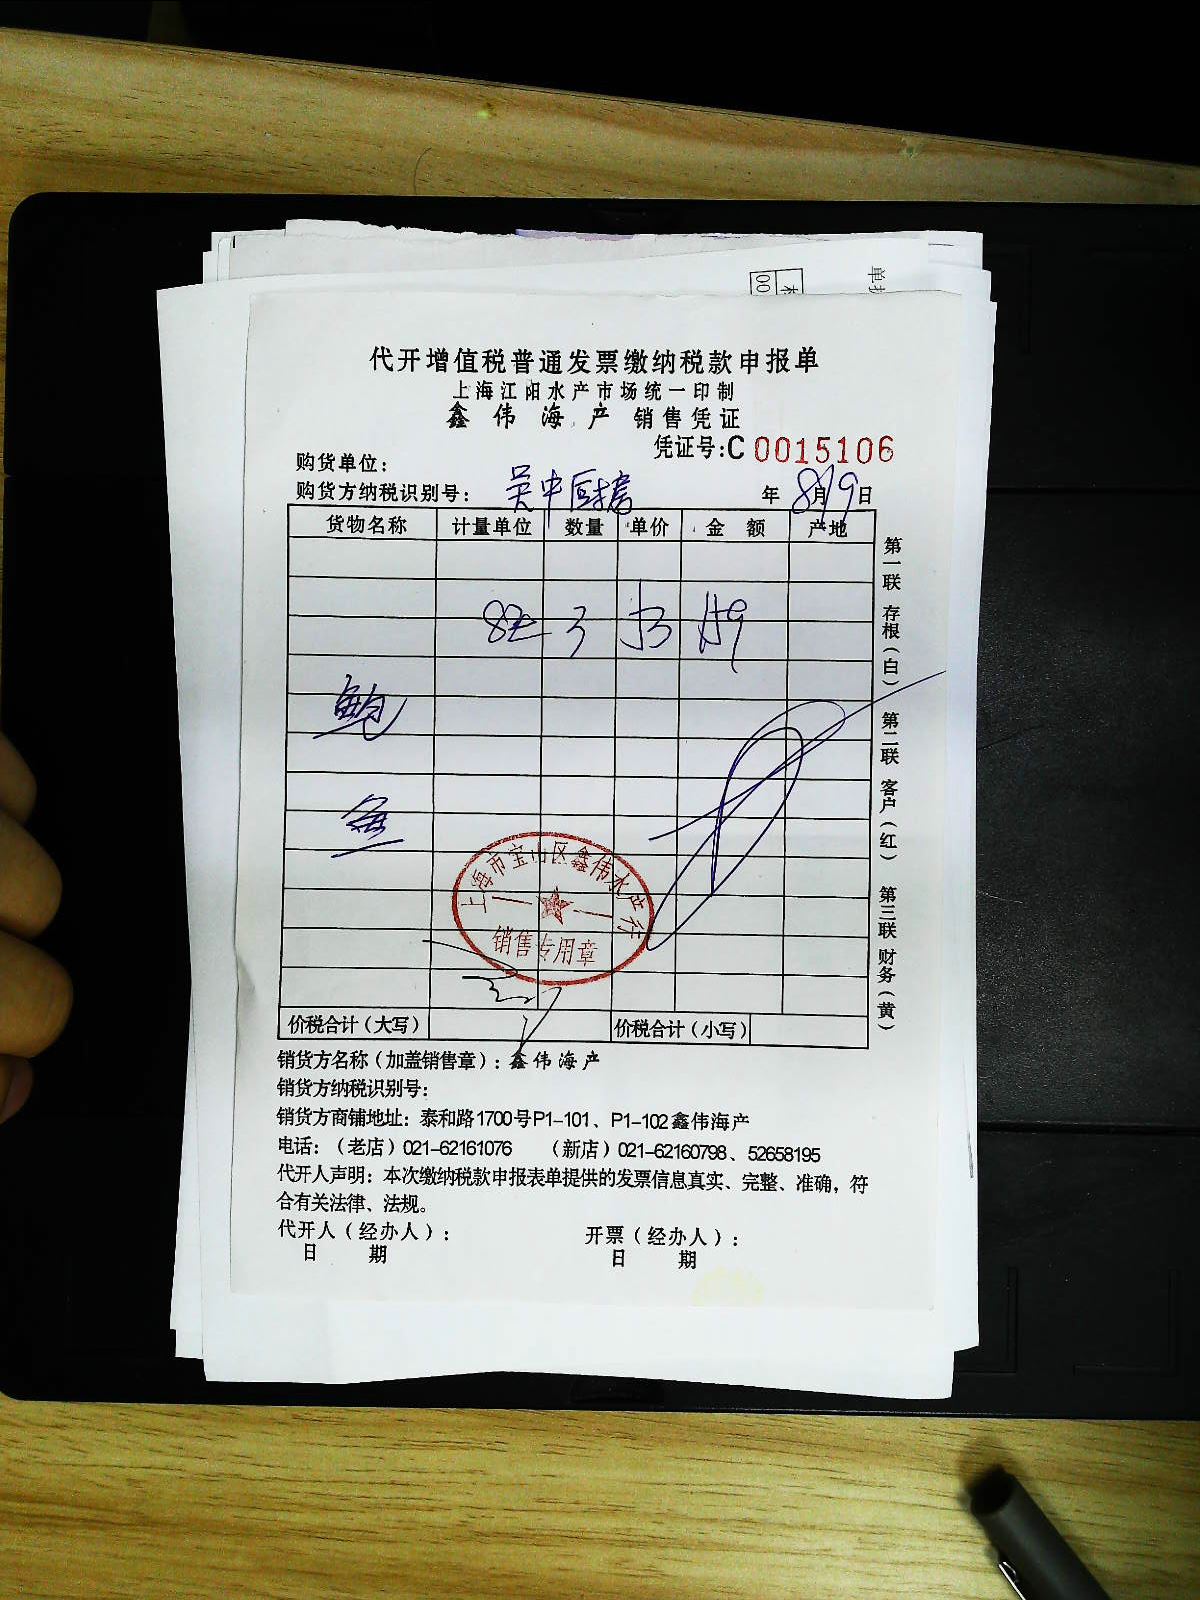 代开增值税普通发票缴纳税款申报单
上海江阳水产市场统一印制
鑫伟海产 销售凭证
凭证号:C 0015106
购货单位:
购货方纳税识别号: 吴中厨房 年 8月19日
货物名称 计量单位 数量 单价 金额 产地
鲍
鱼
上海市宝山区鑫伟水产行
销售专用章
价税合计(大写) 价税合计(小写)
销货方名称(加盖销售章):鑫伟海产
销货方纳税识别号:
销货方商铺地址: 泰和路1700号P1-101、P1-102鑫伟海产
电话:(老店)021-62161076 (新店)021-62160798、52658195
代开人声明:本次缴纳税款申报表单提供的发票信息真实、完整、准确,符
合有关法律、法规。
代开人(经办人): 开票(经办人):
日 期 日 期
第一联 存根(白) 第二联 客户(红) 第三联 财务(黄)